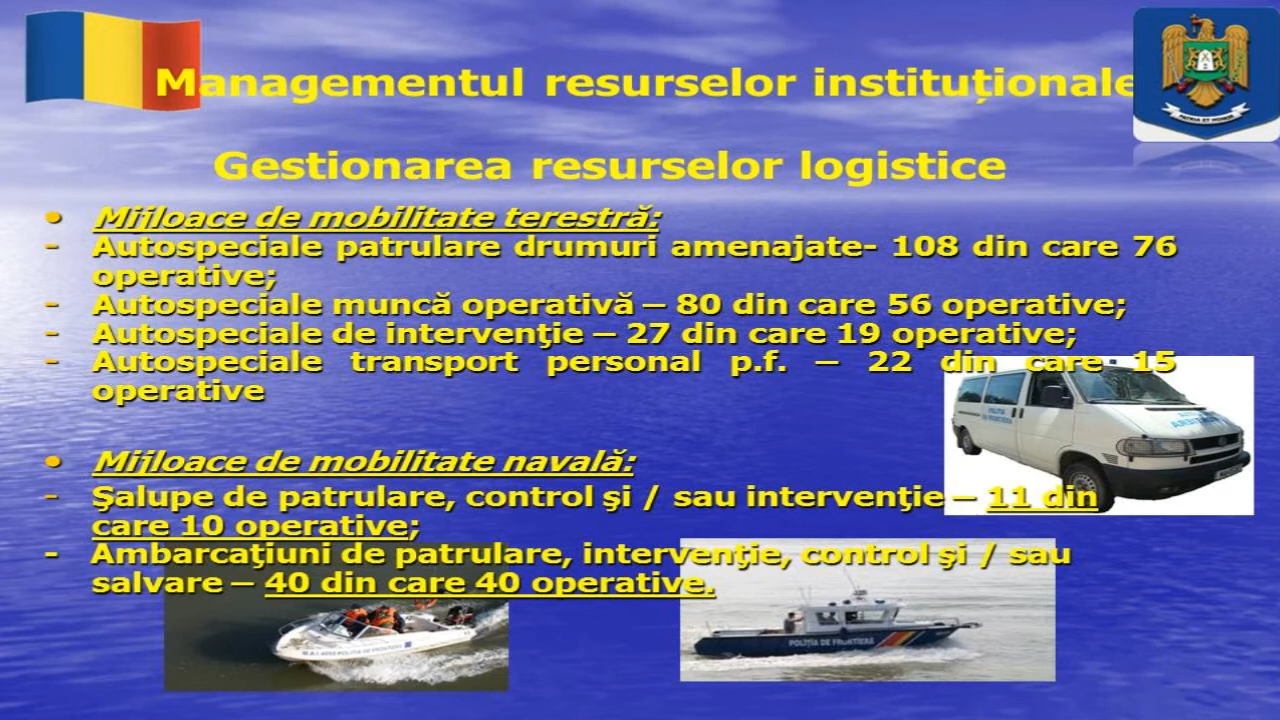 Managementul resurselor instituționale
Gestionarea resurselor logistice
• Mijloace de mobilitate terestră:
- Autospeciale patrulare drumuri amenajate- 108 din care 76
operative;
- Autospeciale muncă operativă – 80 din care 56 operative;
- Autospeciale de intervenţie – 27 din care 19 operative;
- Autospeciale transport personal p.f. – 22 din care 15
operative
• Mijloace de mobilitate navală:
- Şalupe de patrulare, control şi / sau intervenţie – 11 din
care 10 operative;
- Ambarcaţiuni de patrulare, intervenţie, control şi / sau
salvare – 40 din care 40 operative.
POLIȚIA DE FRONTIERĂ